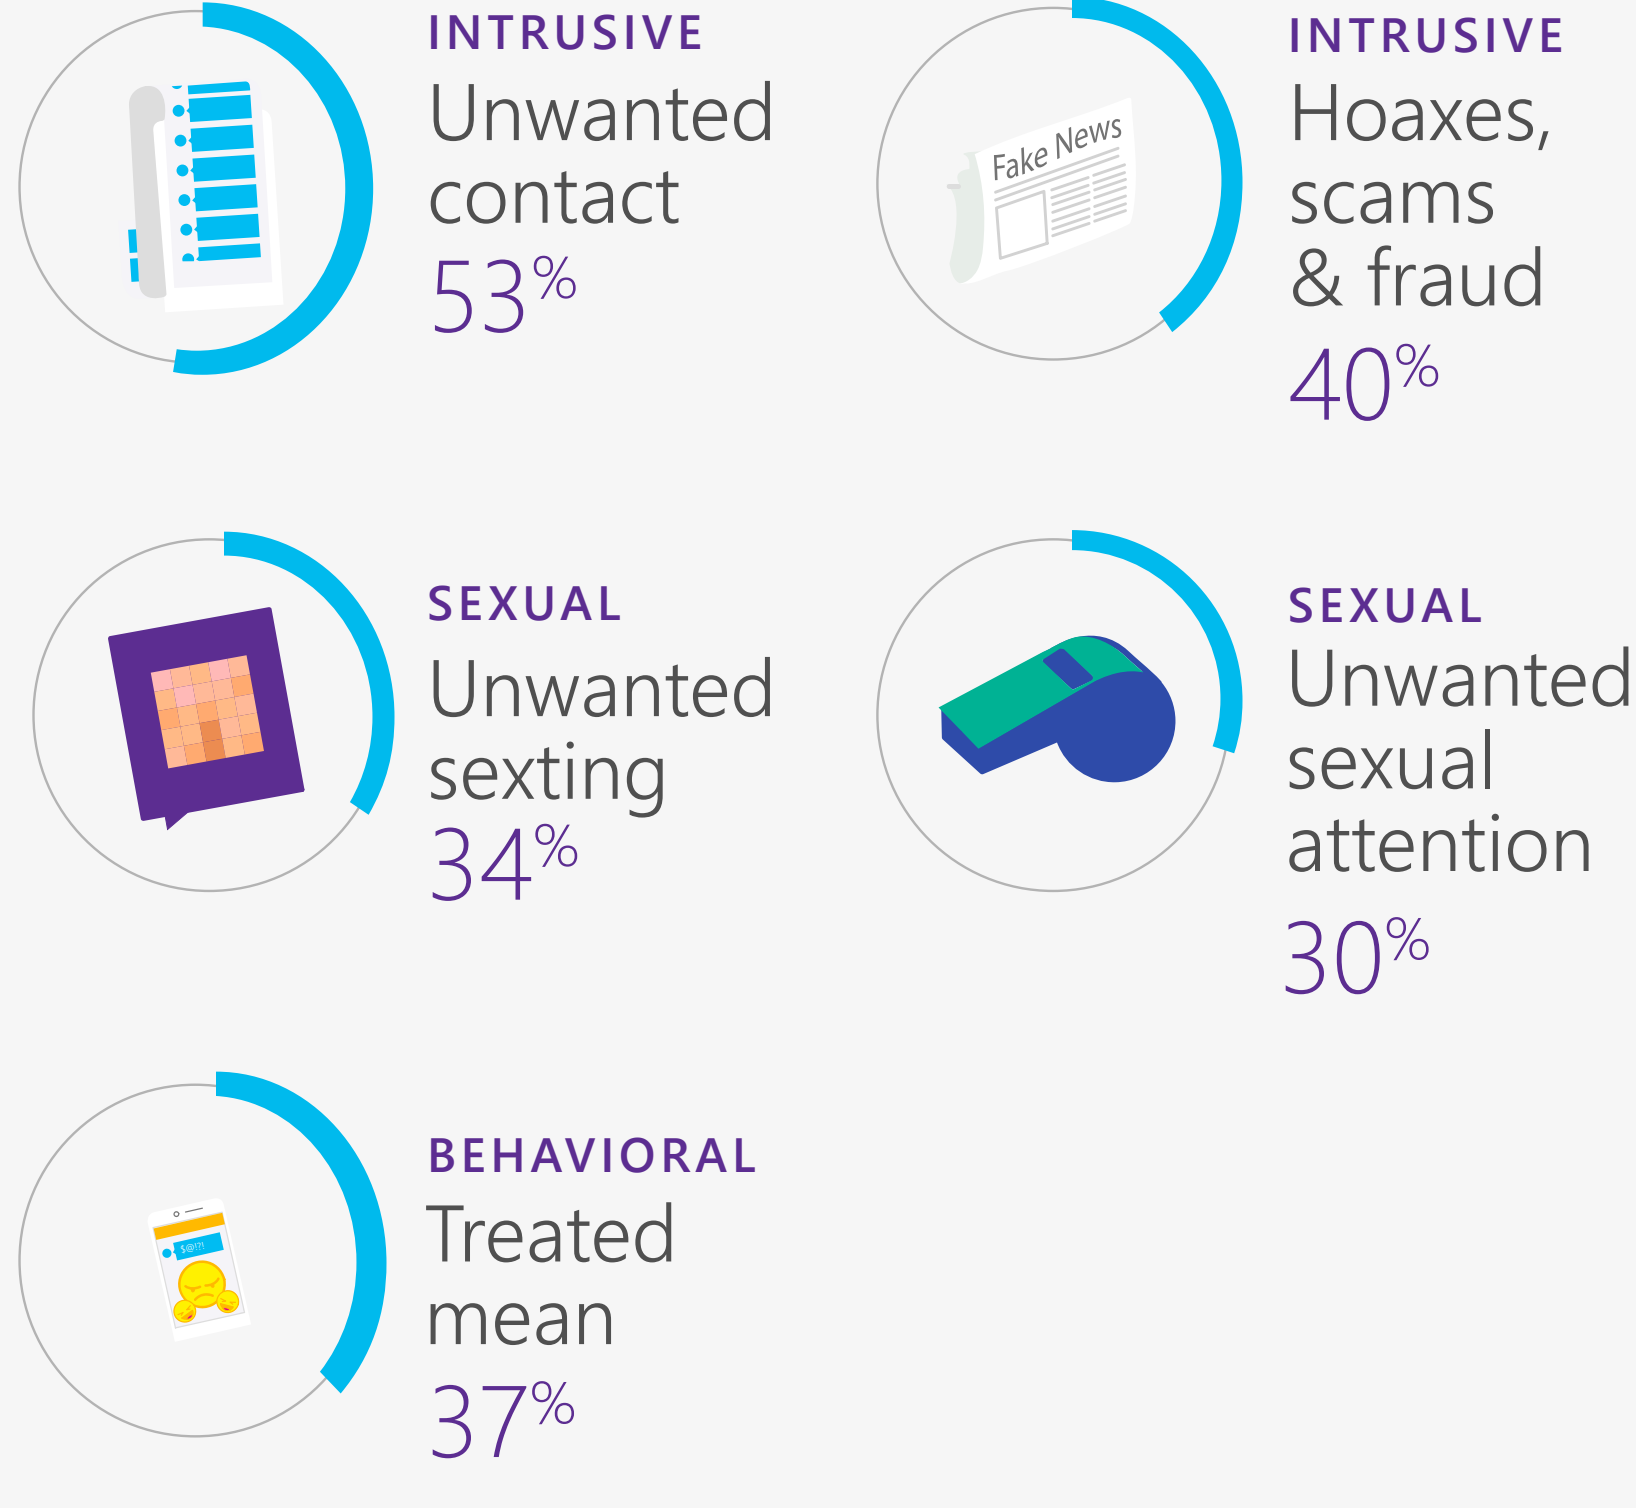 INTRUSIVE
Unwanted
contact
53%
INTRUSIVE
Hoaxes,
scams
& fraud
40%
Fake News
SEXUAL
Unwanted
sexting
34%
SEXUAL
Unwanted
sexual
attention
30%
BEHAVIORAL
Treated
mean
37%
$@!?!